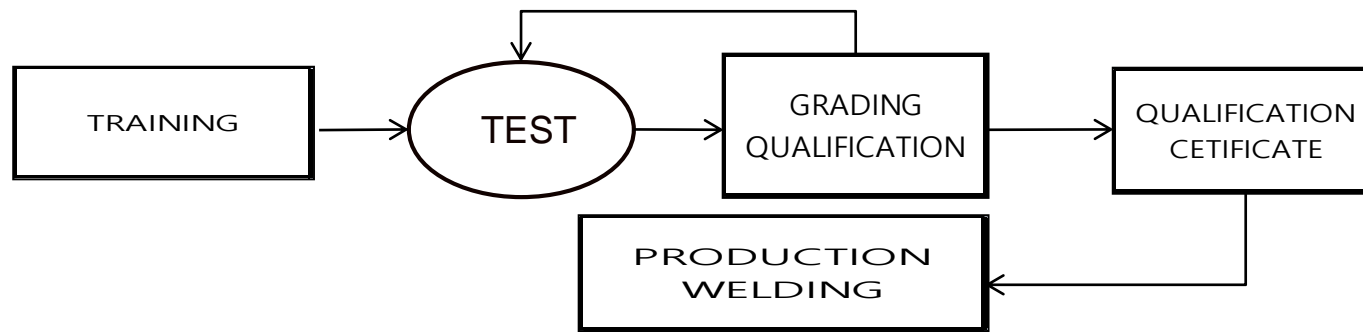 TRAINING
TEST
GRADING
QUALIFICATION
QUALIFICATION
CETIFICATE
PRODUCTION
WELDING